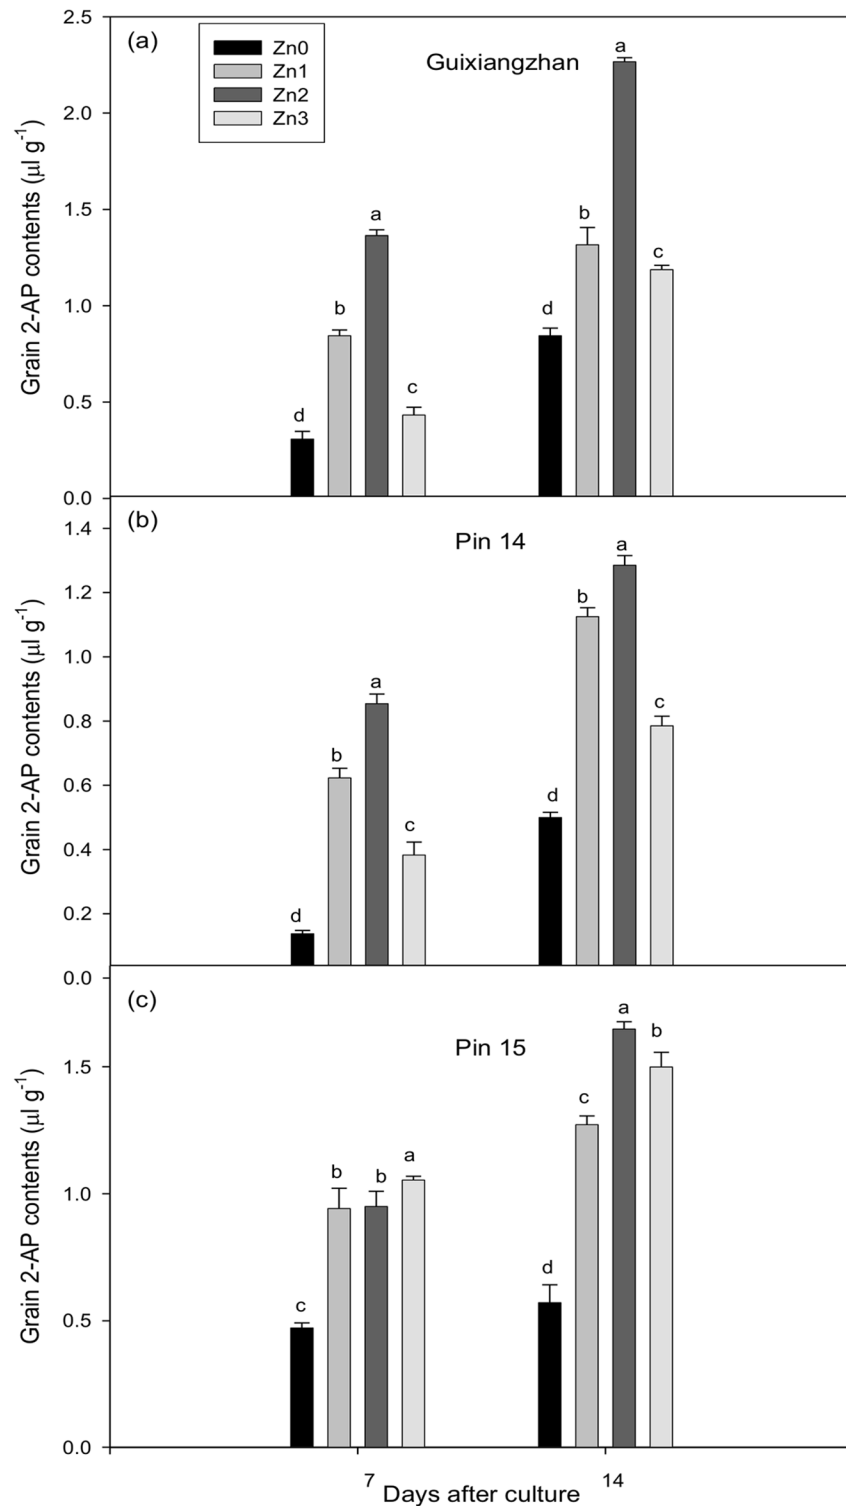 (a)
Zn0
Zn1
Zn2
Zn3
Guixiangzhan
Grain 2-AP contents (μl g⁻¹)
2.5
2.0
1.5
1.0
0.5
0.0
d
b
a
c
d
b
a
c
(b)
Pin 14
Grain 2-AP contents (μl g⁻¹)
1.4
1.2
1.0
0.8
0.6
0.4
0.2
0.0
d
b
a
c
d
b
a
c
(c)
Pin 15
Grain 2-AP contents (μl g⁻¹)
1.5
1.0
0.5
0.0
c
b
b
a
d
c
a
b
7
14
Days after culture